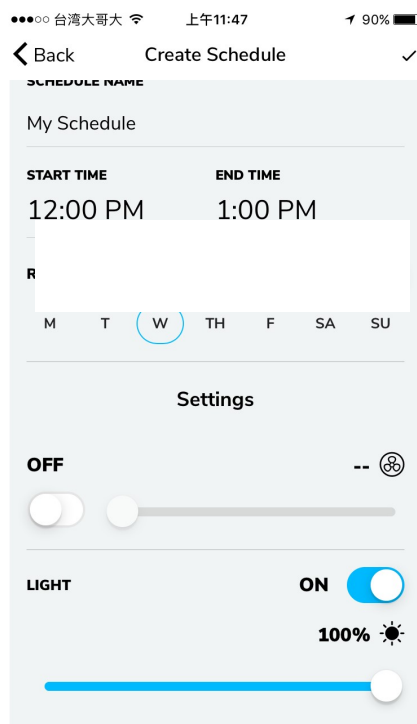 台湾大哥大 上午11:47 90%
Back Create Schedule
SCHEDULE NAME
My Schedule
START TIME END TIME
12:00 PM 1:00 PM
M T W TH F SA SU
Settings
OFF --
LIGHT ON
100%